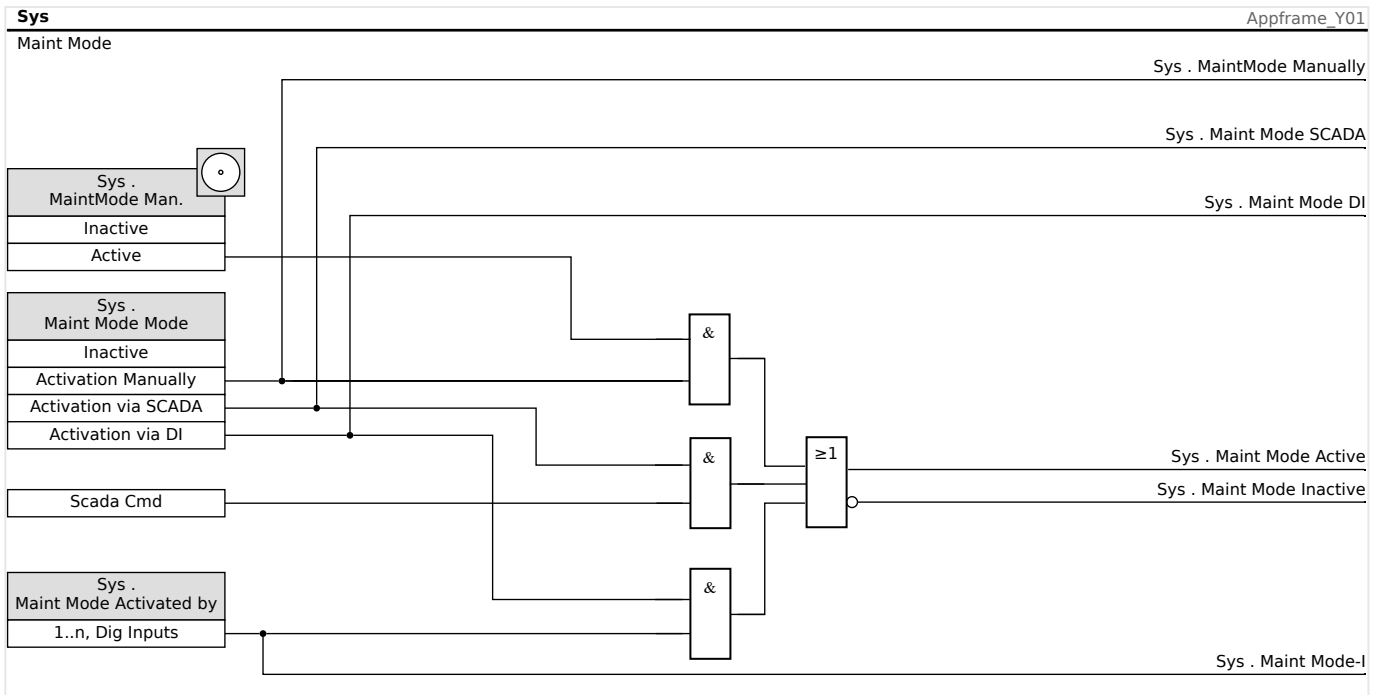 Sys
Appframe_Y01
Maint Mode
Sys . MaintMode Manually
Sys . Maint Mode SCADA
Sys .
MaintMode Man.
Sys . Maint Mode DI
Inactive
Active
Sys .
Maint Mode Mode
&
Inactive
Activation Manually
Activation via SCADA
Activation via DI
&
≥1
Sys . Maint Mode Active
Sys . Maint Mode Inactive
Scada Cmd
Sys .
Maint Mode Activated by
&
1..n, Dig Inputs
Sys . Maint Mode-I